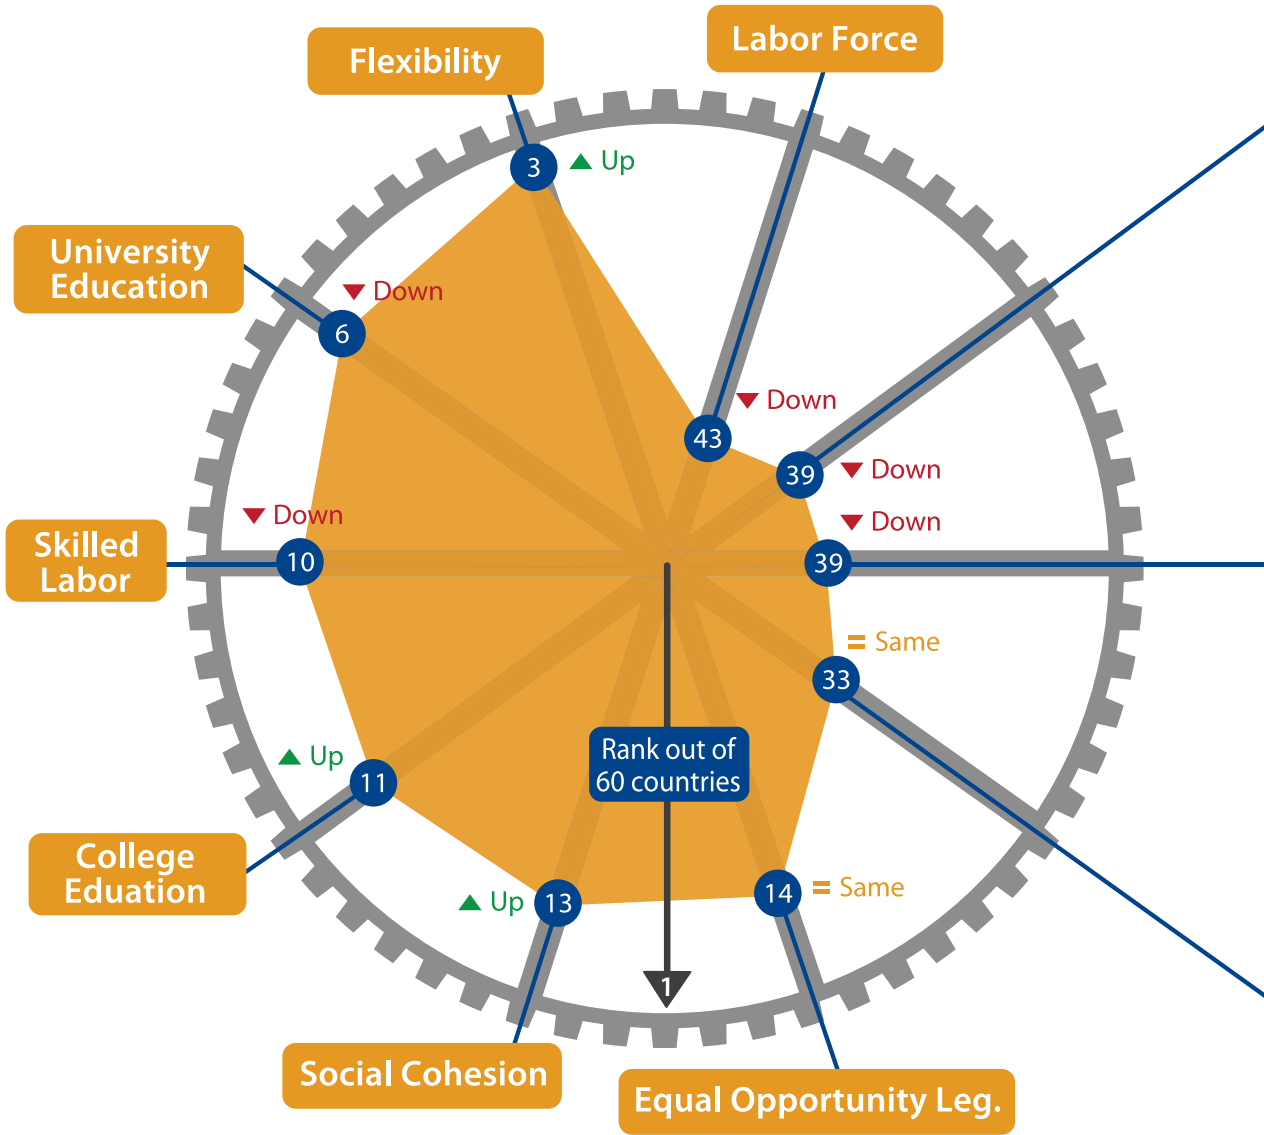 Labor Force
Flexibility
3
Up
University
Education
Down
6
Down
43
Down
39
Down
Down
Skilled
Labor
10
39
Same
33
Rank out of
60 countries
Up
11
College
Eduation
Same
14
Up
13
1
Social Cohesion
Equal Opportunity Leg.